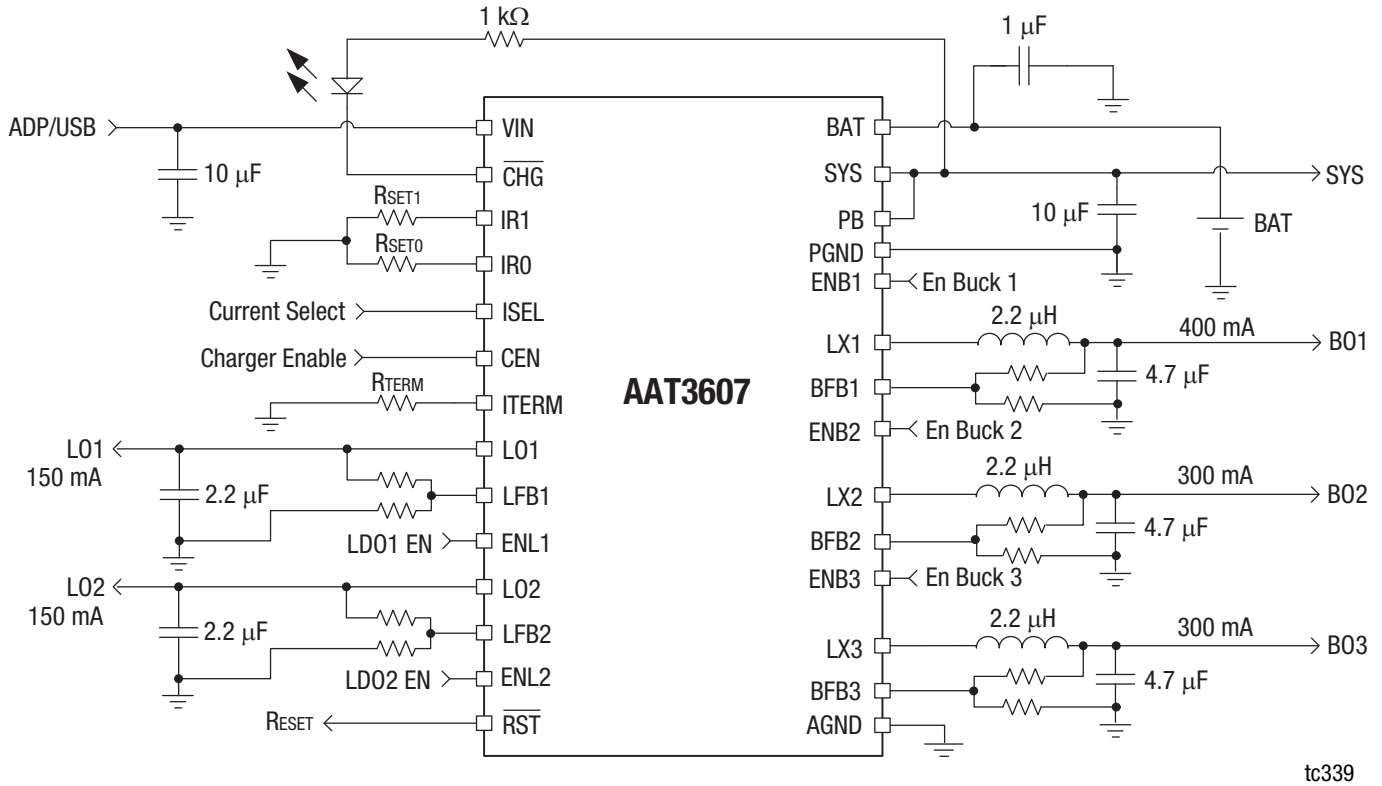 1 kΩ
1 μF
ADP/USB
VIN
BAT
10 μF
CHG
SYS
SYS
RSET1
IR1
PB
10 μF
BAT
RSET0
IR0
PGND
ENB1
En Buck 1
Current Select
ISEL
2.2 μH
400 mA
LX1
BO1
Charger Enable
CEN
AAT3607
BFB1
4.7 μF
RTERM
ITERM
ENB2
En Buck 2
LO1
150 mA
LO1
2.2 μH
300 mA
2.2 μF
LFB1
LX2
BO2
LDO1 EN
ENL1
BFB2
4.7 μF
ENB3
En Buck 3
LO2
150 mA
LO2
2.2 μH
300 mA
2.2 μF
LFB2
LX3
BO3
LDO2 EN
ENL2
BFB3
4.7 μF
RESET
RST
AGND
tc339